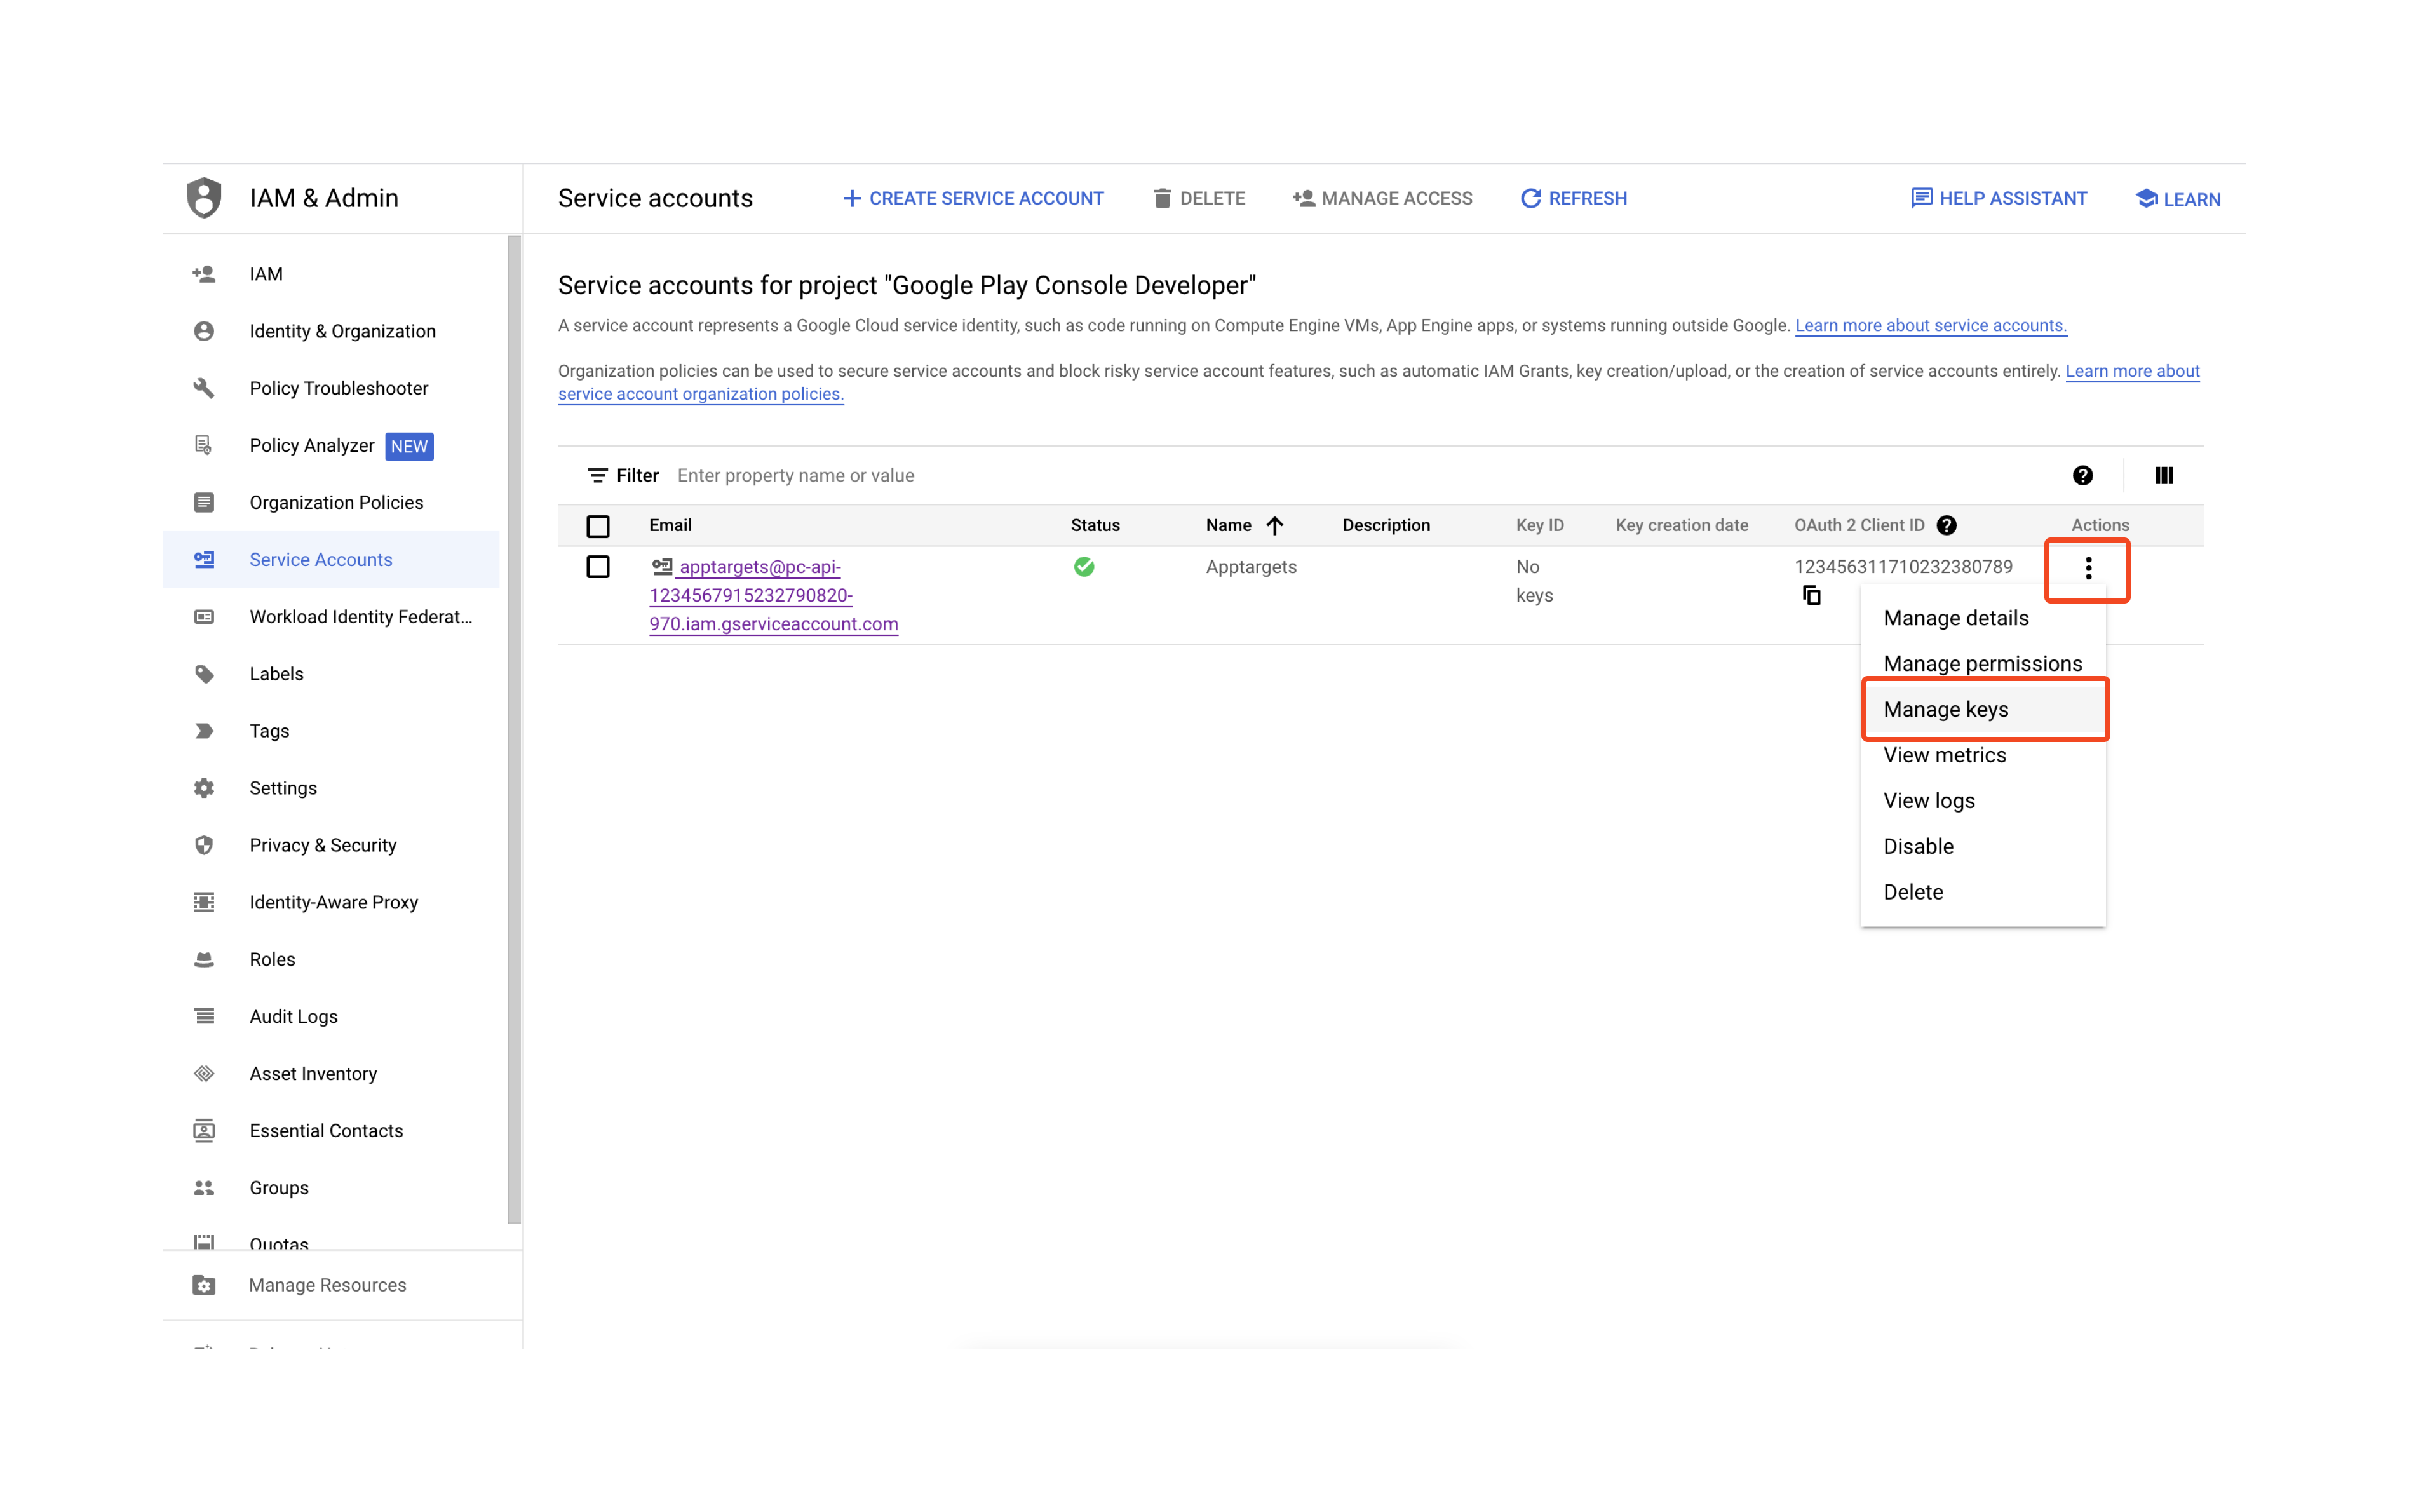 IAM & Admin
Service accounts
CREATE SERVICE ACCOUNT
DELETE
MANAGE ACCESS
REFRESH
HELP ASSISTANT
LEARN
IAM
Identity & Organization
Policy Troubleshooter
Policy Analyzer NEW
Organization Policies
Service Accounts
Workload Identity Federat...
Labels
Tags
Settings
Privacy & Security
Identity-Aware Proxy
Roles
Audit Logs
Asset Inventory
Essential Contacts
Groups
Quotas
Manage Resources
Service accounts for project "Google Play Console Developer"
A service account represents a Google Cloud service identity, such as code running on Compute Engine VMs, App Engine apps, or systems running outside Google. Learn more about service accounts.
Organization policies can be used to secure service accounts and block risky service account features, such as automatic IAM Grants, key creation/upload, or the creation of service accounts entirely. Learn more about
service account organization policies.
Filter Enter property name or value
Email Status Name Description Key ID Key creation date OAuth 2 Client ID Actions
apptargets@pc-api-
1234567915232790820-
970.iam.gserviceaccount.com
Apptargets
No
keys
123456311710232380789
Manage details
Manage permissions
Manage keys
View metrics
View logs
Disable
Delete